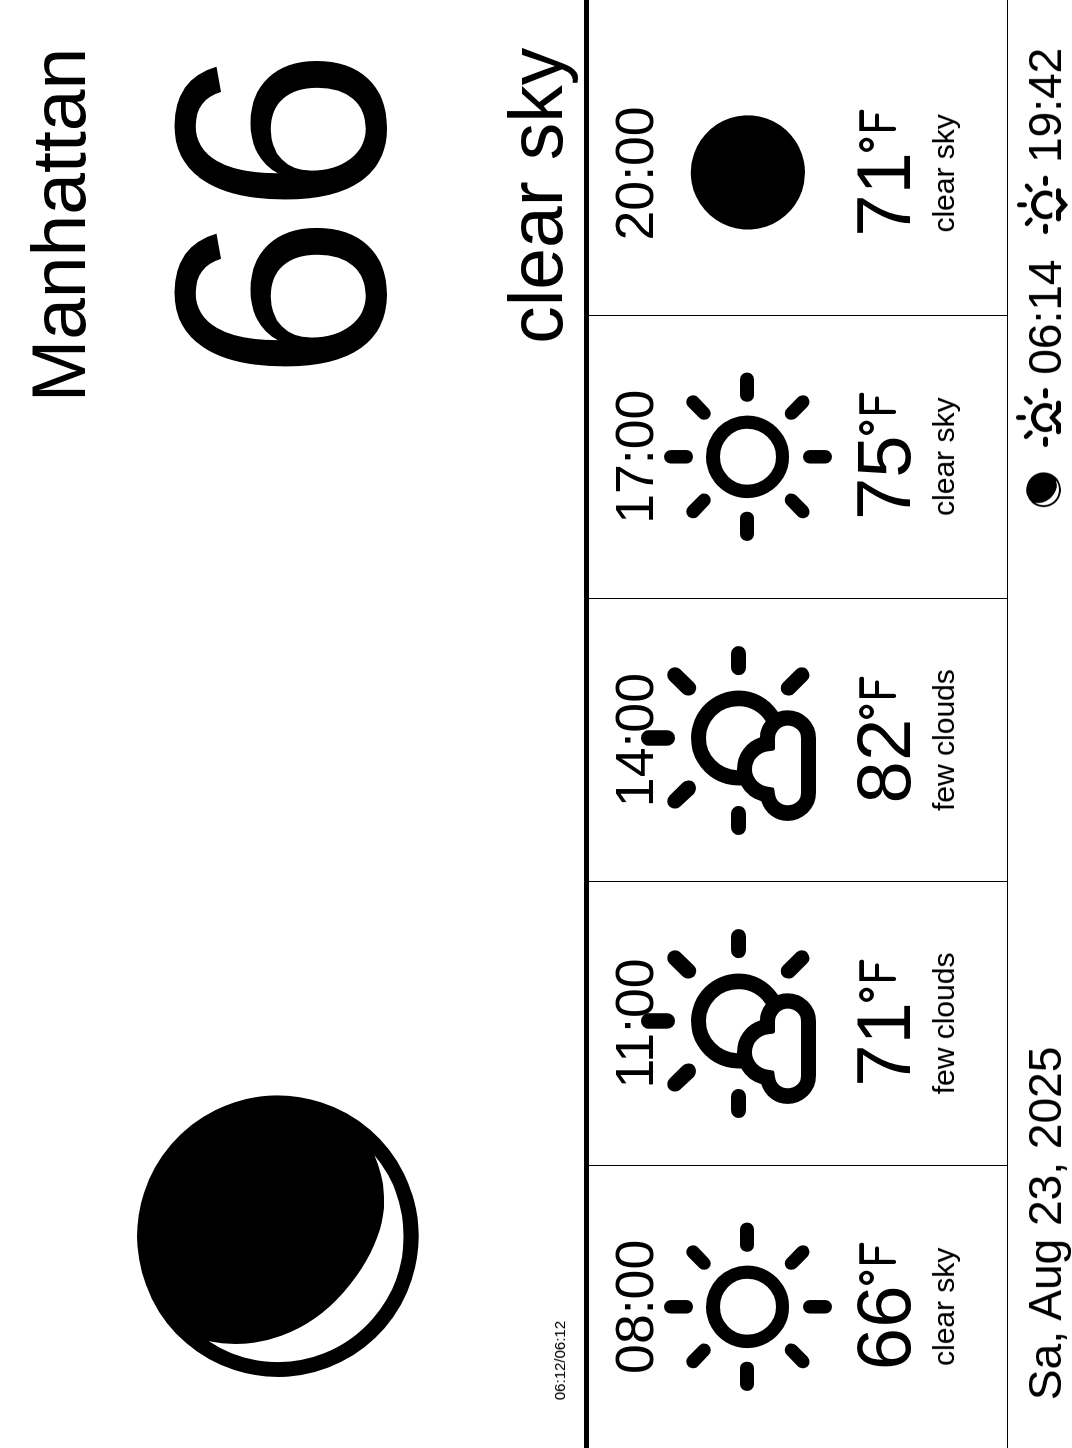 Manhattan
66
clear sky
06:12/06:12
08:00
11:00
14:00
17:00
20:00
66°F
71°F
82°F
75°F
71°F
clear sky
few clouds
few clouds
clear sky
clear sky
Sa, Aug 23, 2025
06:14
19:42